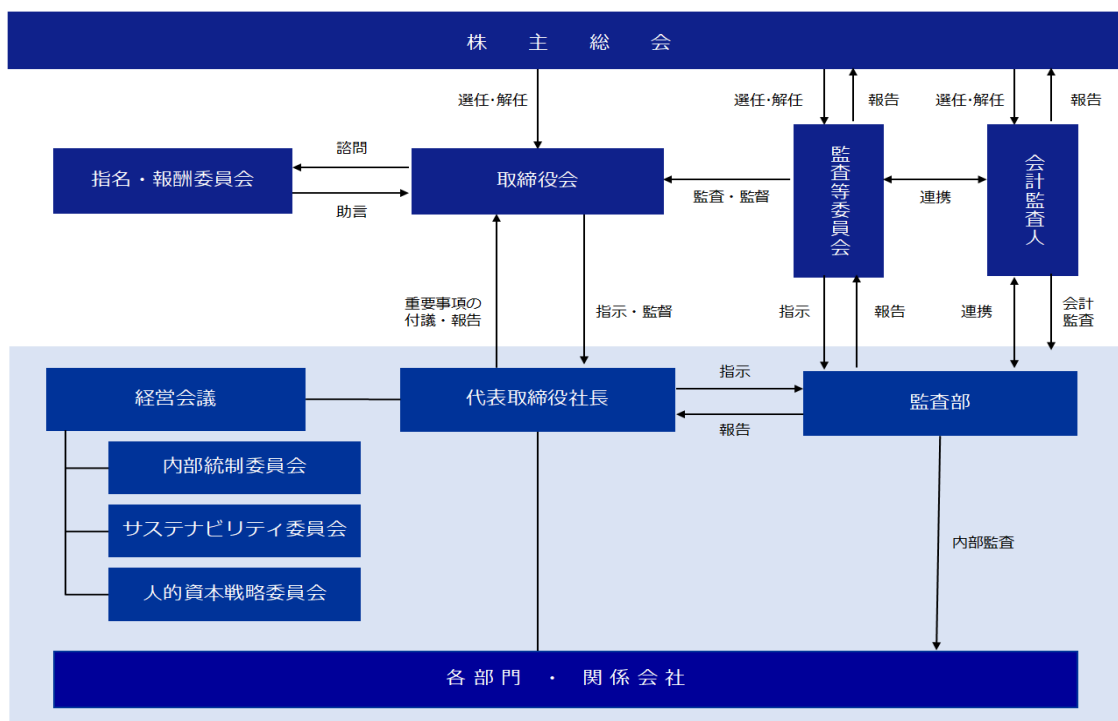 株主総会
選任・解任
選任・解任
報告
選任・解任
報告
指名・報酬委員会
諮問
助言
取締役会
監査・監督
監査等委員会
連携
会計監査人
重要事項の
付議・報告
指示・監督
指示
報告
連携
会計
監査
経営会議
代表取締役社長
指示
報告
監査部
内部統制委員会
サステナビリティ委員会
人的資本戦略委員会
内部監査
各部門・関係会社